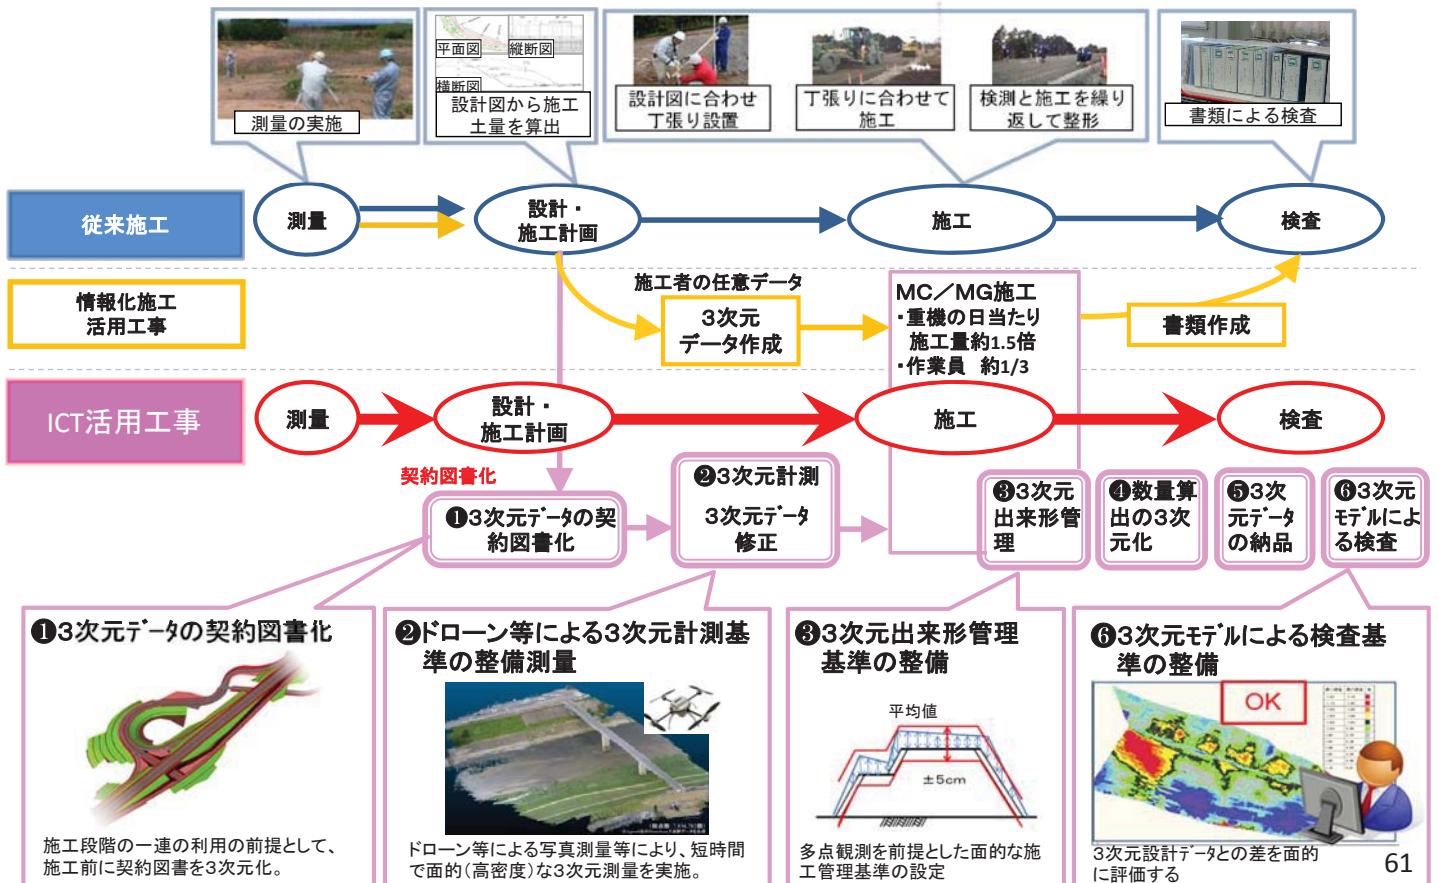 測量の実施
平面図
縦断図
横断図
設計図から施工
土量を算出
設計図に合わせ
丁張り設置
丁張りに合わせて
施工
検測と施工を繰り
返して整形
書類による検査
従来施工
測量
設計・
施工計画
施工
検査
情報化施工
活用工事
施工者の任意データ
3次元
データ作成
MC/MG施工
・重機の日当たり
施工量約1.5倍
・作業員 約1/3
書類作成
ICT活用工事
測量
設計・
施工計画
施工
検査
契約図書化
❶3次元データの契
約図書化
❷3次元計測
3次元データ
修正
❸3次元
出来形管
理
❹数量算
出の3次
元化
❺3次
元データ
の納品
❻3次元
モデルによ
る検査
❶3次元データの契約図書化
施工段階の一連の利用の前提として、
施工前に契約図書を3次元化。
❷ドローン等による3次元計測基
準の整備測量
ドローン等による写真測量等により、短時間
で面的(高密度)な3次元測量を実施。
❸3次元出来形管理
基準の整備
平均値
±5cm
多点観測を前提とした面的な施
工管理基準の設定
❻3次元モデルによる検査基
準の整備
OK
3次元設計データとの差を面的
に評価する
61